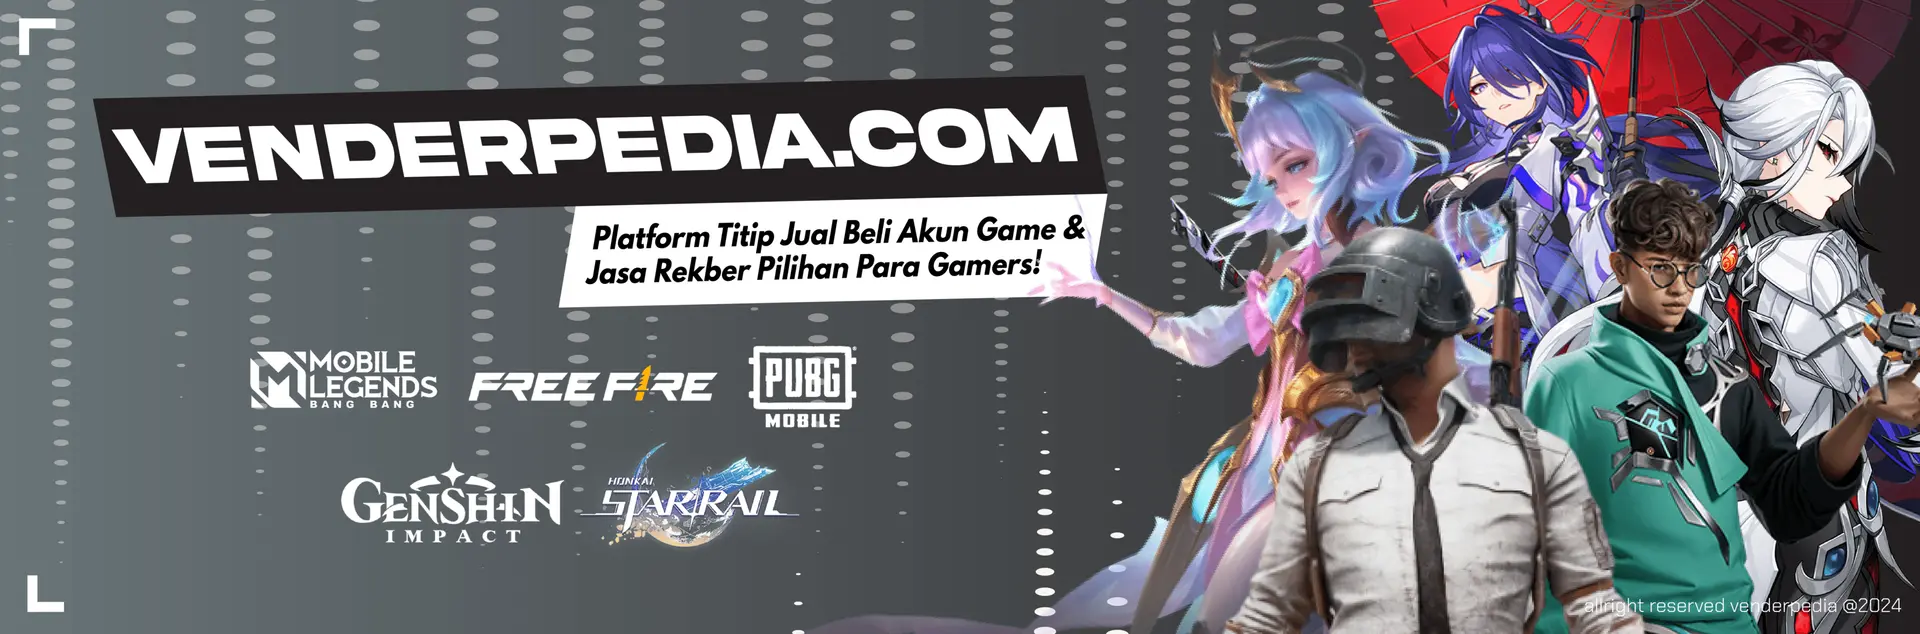 VENDERPEDIA.COM
Platform Titip Jual Beli Akun Game &
Jasa Rekber Pilihan Para Gamers!
MOBILE
LEGENDS
BANG BANG
FREE FIRE
PUBG
MOBILE
GENSHIN
IMPACT
HONKAI
STAR RAIL
allright reserved venderpedia @2024